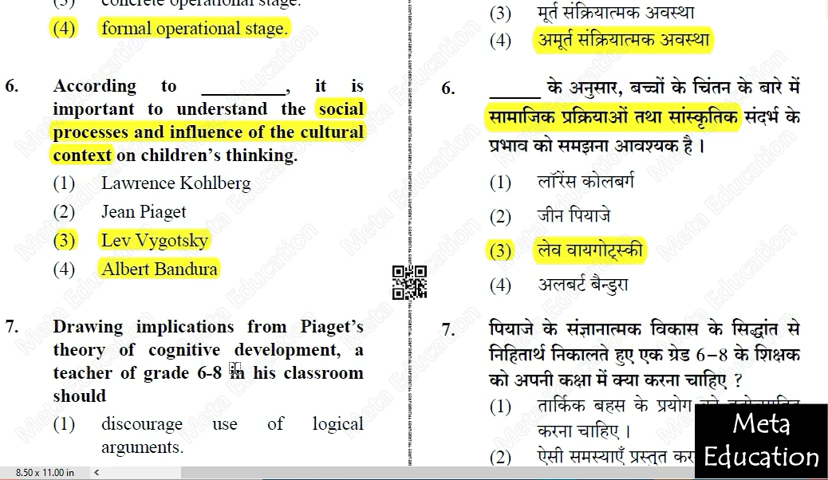 (3) concrete operational stage.
(4) formal operational stage.
6. According to ________, it is
important to understand the social
processes and influence of the cultural
context on children's thinking.
(1) Lawrence Kohlberg
(2) Jean Piaget
(3) Lev Vygotsky
(4) Albert Bandura
7. Drawing implications from Piaget's
theory of cognitive development, a
teacher of grade 6-8 in his classroom
should
(1) discourage use of logical
arguments.
(3) मूर्त संक्रियात्मक अवस्था
(4) अमूर्त संक्रियात्मक अवस्था
6. _____ के अनुसार, बच्चों के चिंतन के बारे में
सामाजिक प्रक्रियाओं तथा सांस्कृतिक संदर्भ के
प्रभाव को समझना आवश्यक है ।
(1) लॉरेंस कोलबर्ग
(2) जीन पियाजे
(3) लेव वायगोट्स्की
(4) अलबर्ट बैन्डुरा
7. पियाजे के संज्ञानात्मक विकास के सिद्धांत से
निहितार्थ निकालते हुए एक ग्रेड 6-8 के शिक्षक
को अपनी कक्षा में क्या करना चाहिए ?
(1) तार्किक बहस के प्रयोग
करना चाहिए ।
(2) ऐसी समस्याएँ प्रस्तुत
Meta
Education
8.50 x 11.00 in